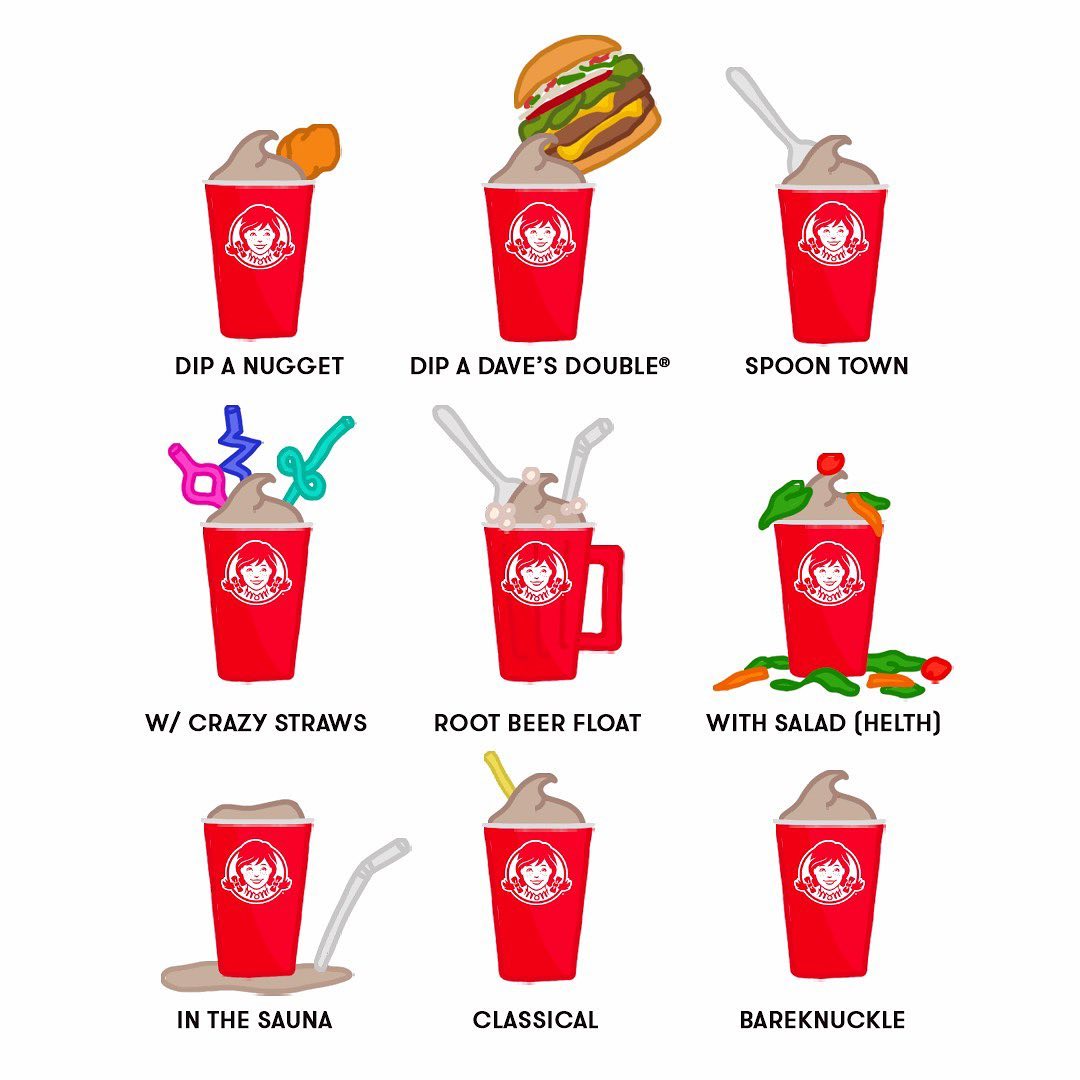 DIP A NUGGET
DIP A DAVE'S DOUBLE®
SPOON TOWN
W/ CRAZY STRAWS
ROOT BEER FLOAT
WITH SALAD (HELTH)
IN THE SAUNA
CLASSICAL
BAREKNUCKLE